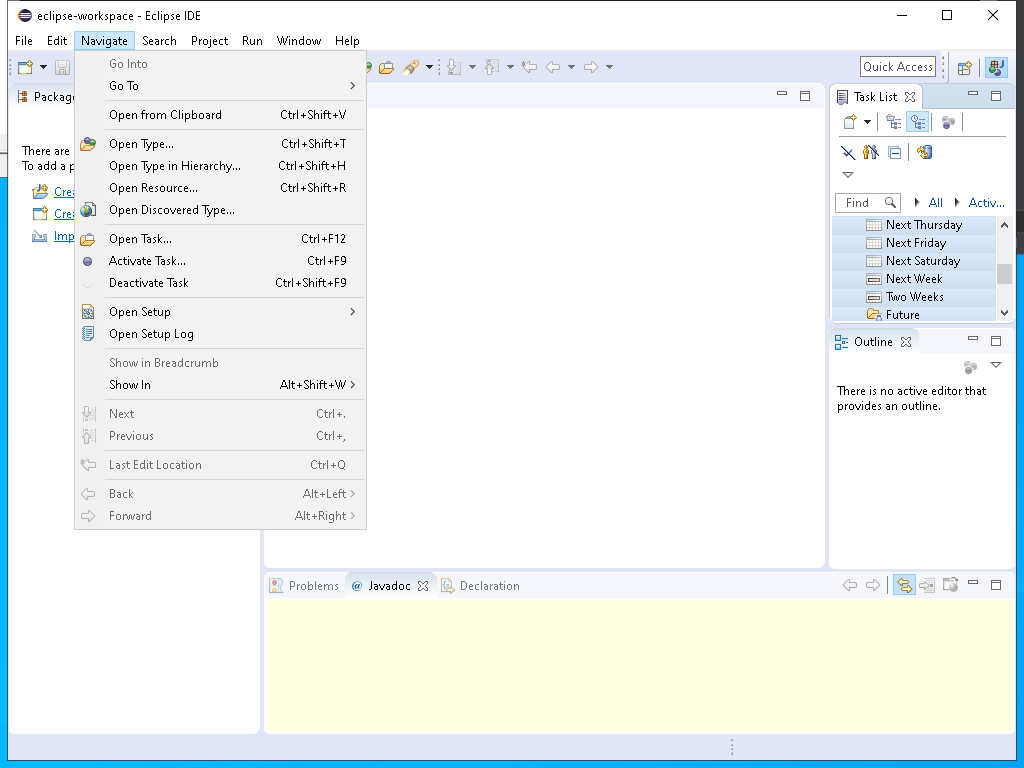 eclipse-workspace - Eclipse IDE
File Edit Navigate Search Project Run Window Help
Quick Access
Go Into
Go To
Open from Clipboard Ctrl+Shift+V
Open Type... Ctrl+Shift+T
Open Type in Hierarchy... Ctrl+Shift+H
Open Resource... Ctrl+Shift+R
Open Discovered Type...
Open Task... Ctrl+F12
Activate Task... Ctrl+F9
Deactivate Task Ctrl+Shift+F9
Open Setup
Open Setup Log
Show in Breadcrumb
Show In Alt+Shift+W
Next Ctrl+.
Previous Ctrl+,
Last Edit Location Ctrl+Q
Back Alt+Left
Forward Alt+Right
There are
To add a
Task List
Find All Activ...
Next Thursday
Next Friday
Next Saturday
Next Week
Two Weeks
Future
Outline
There is no active editor that
provides an outline.
Problems @ Javadoc Declaration